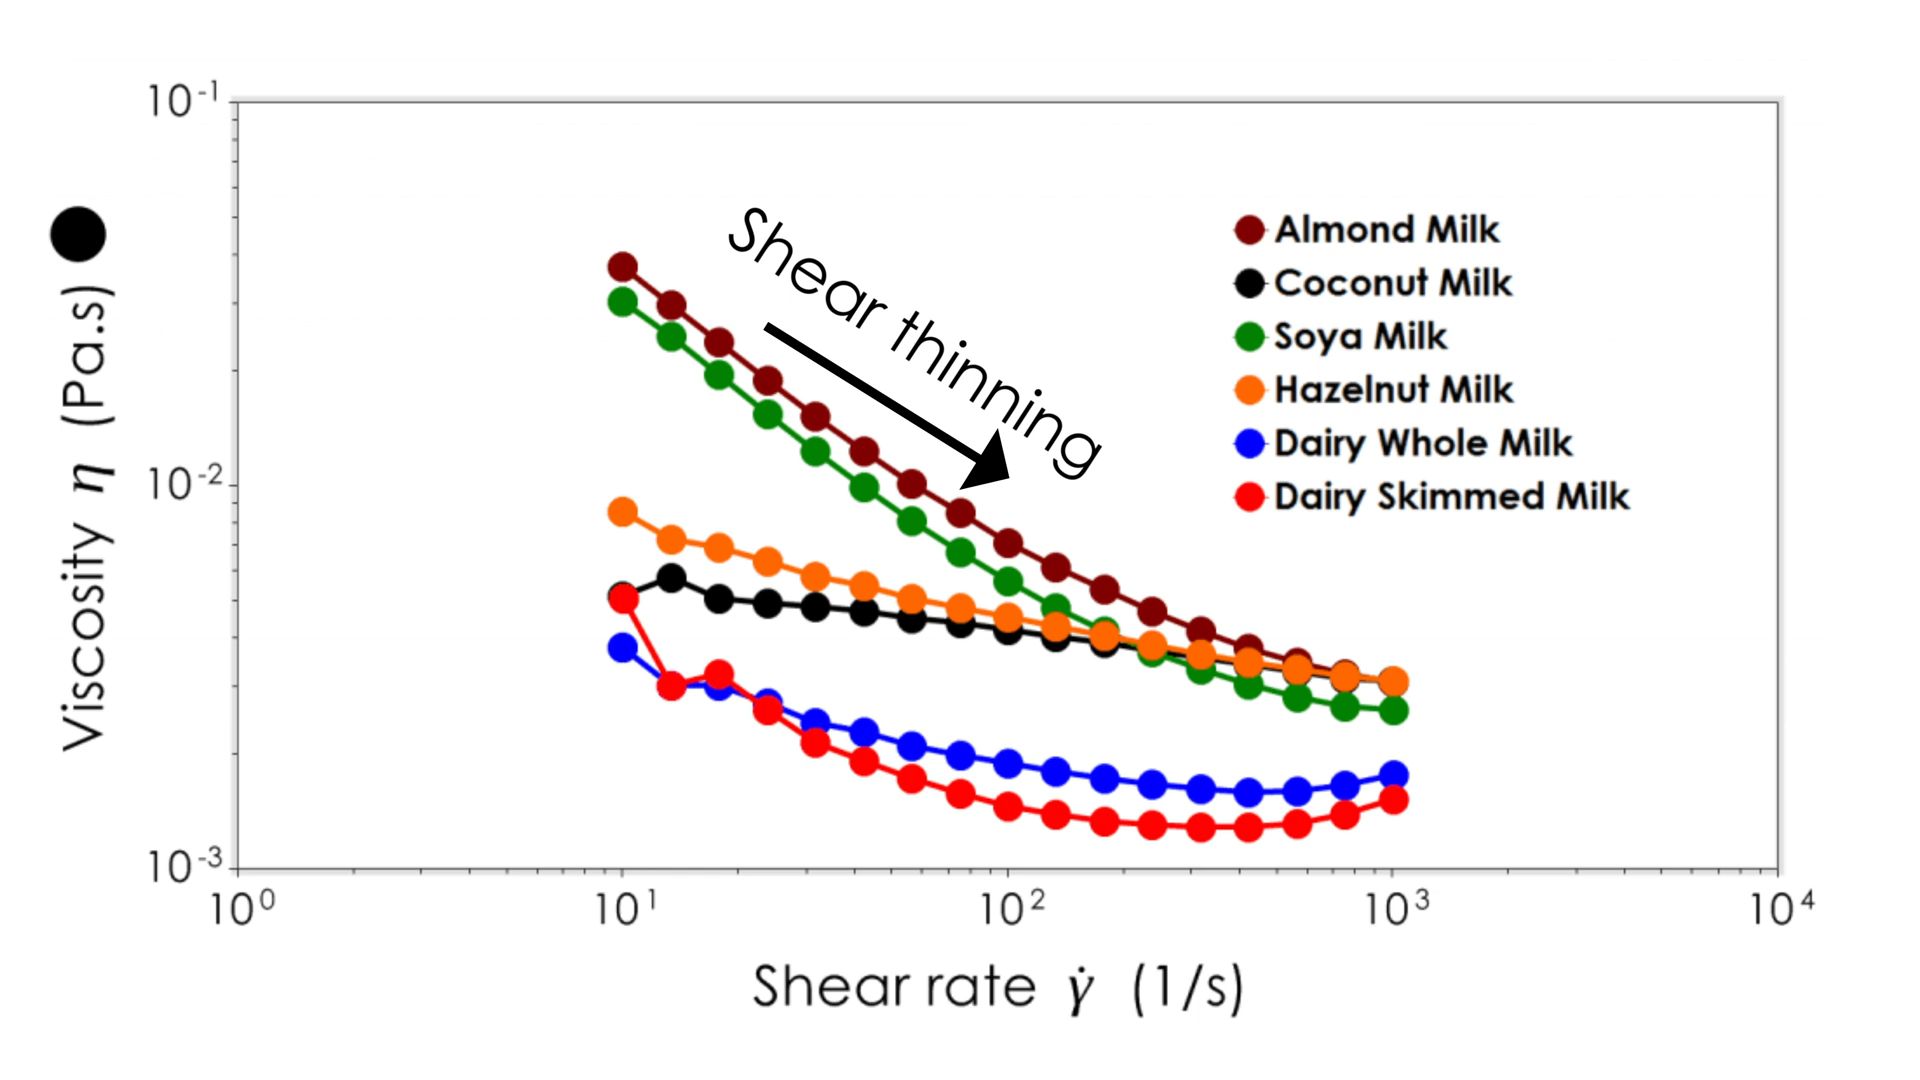 10⁻¹
10⁻²
10⁻³
Viscosity η (Pa.s)
Shear thinning
Almond Milk
Coconut Milk
Soya Milk
Hazelnut Milk
Dairy Whole Milk
Dairy Skimmed Milk
10⁰ 10¹ 10² 10³ 10⁴
Shear rate γ̇ (1/s)